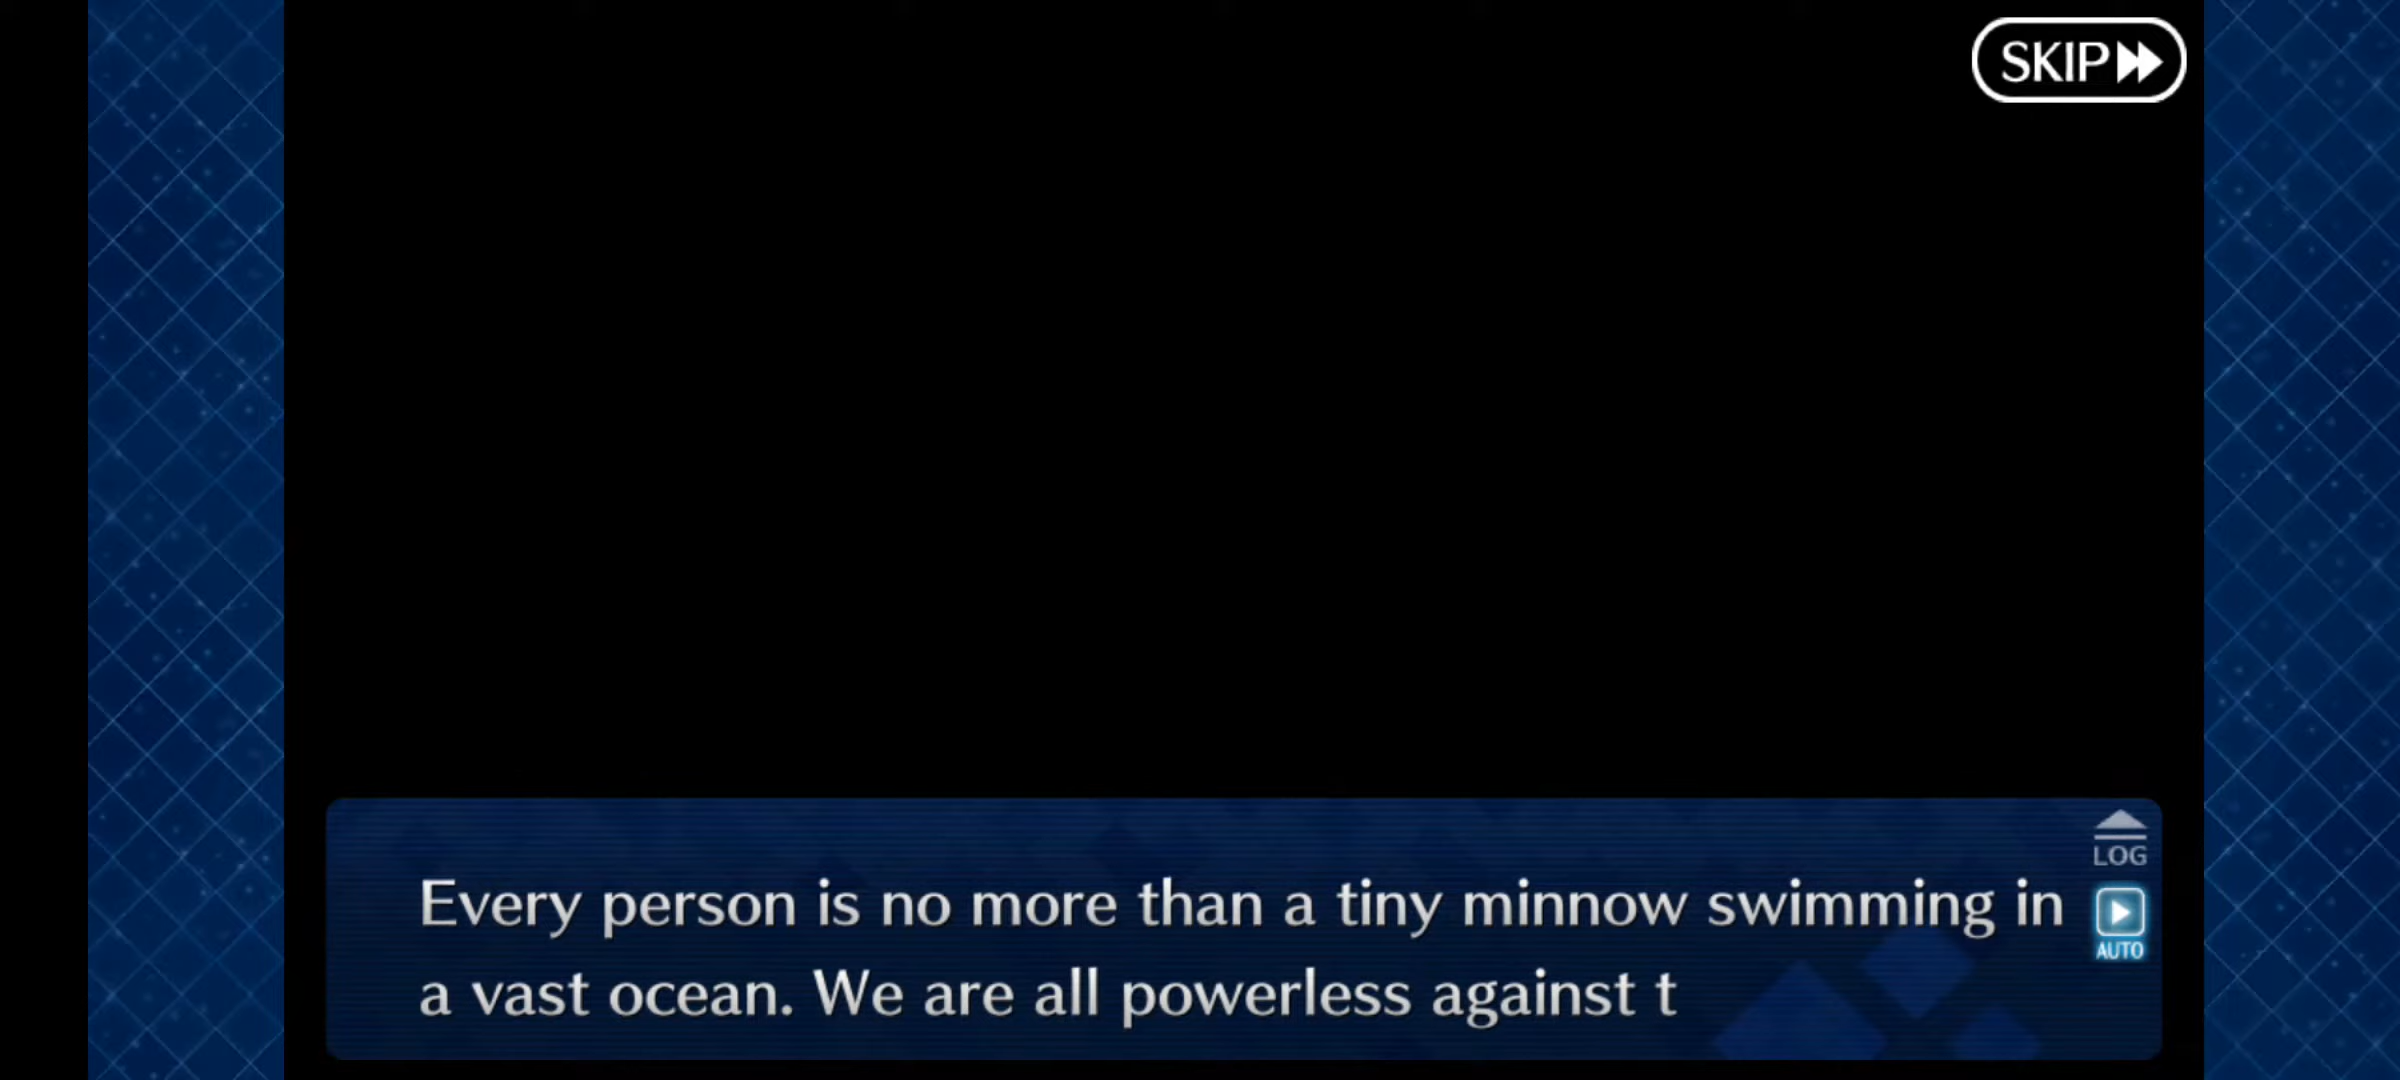 SKIP
LOG
Every person is no more than a tiny minnow swimming in
AUTO
a vast ocean. We are all powerless against t